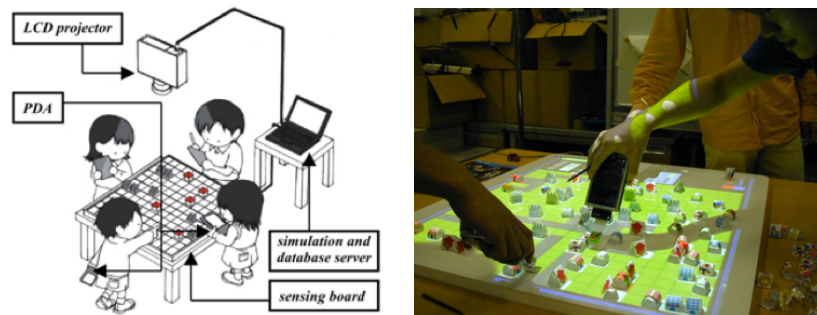 LCD projector
PDA
simulation and
database server
sensing board